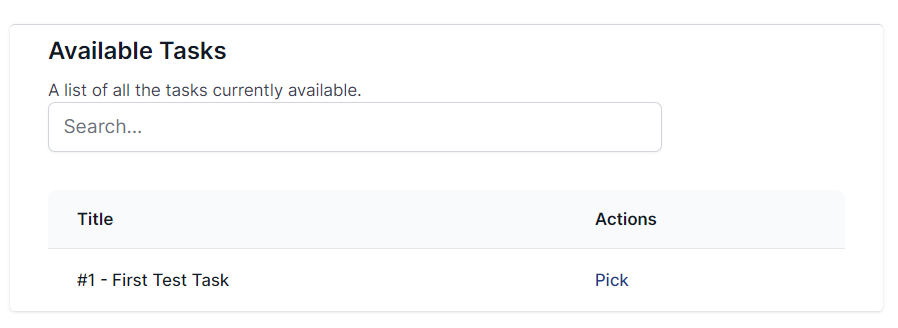 Available Tasks
A list of all the tasks currently available.
Search...
Title Actions
#1 - First Test Task Pick